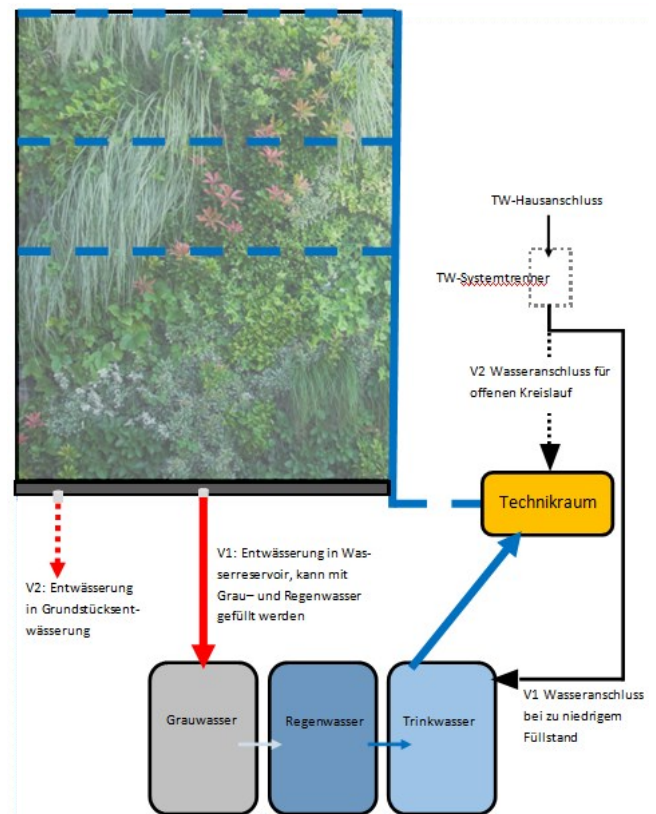 TW-Hausanschluss
TW-Systemtrenner
V2 Wasseranschluss für
offenen Kreislauf
Technikraum
V1: Entwässerung in Was-
serreservoir, kann mit
Grau- und Regenwasser
gefüllt werden
V2: Entwässerung
in Grundstücksent-
wässerung
Grauwasser
Regenwasser
Trinkwasser
V1 Wasseranschluss
bei zu niedrigem
Füllstand